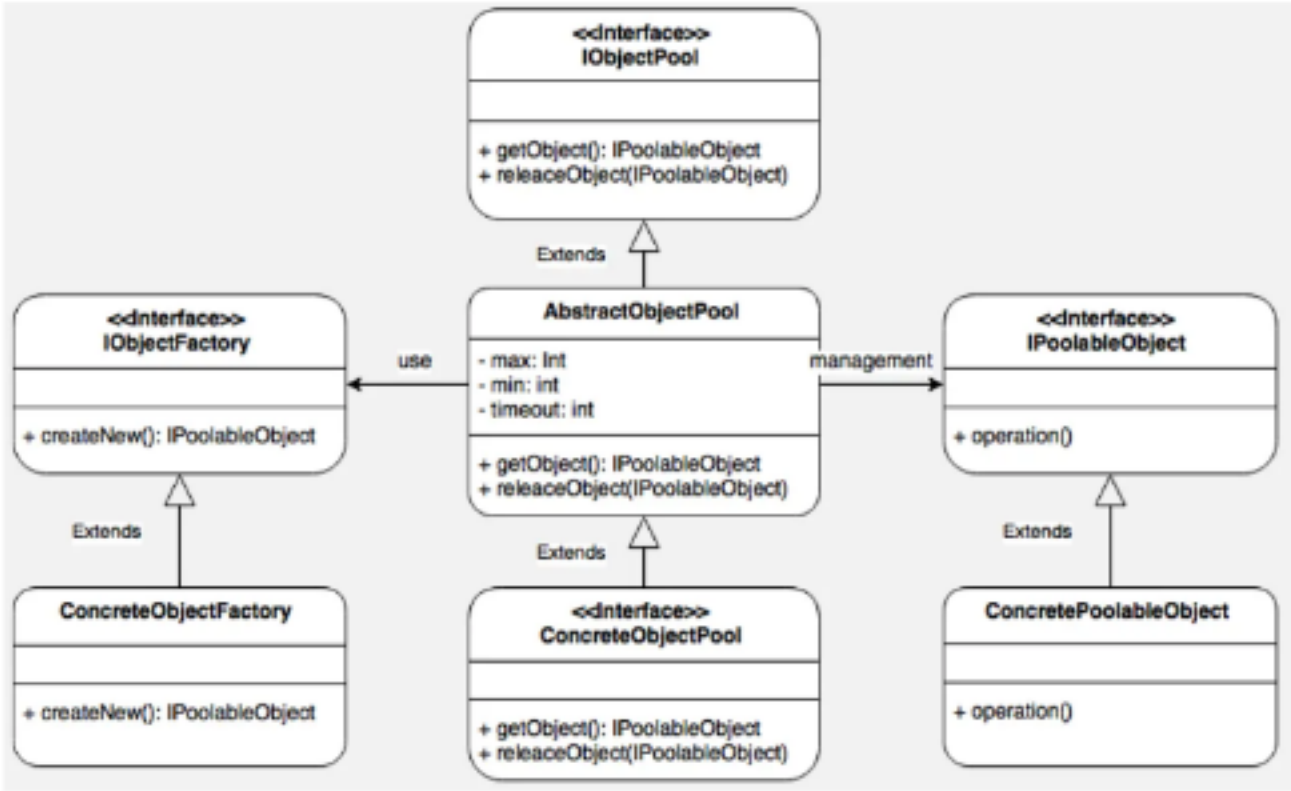 <<Interface>>
IObjectPool
+ getObject(): IPoolableObject
+ releaceObject(IPoolableObject)
Extends
<<Interface>>
IObjectFactory
+ createNew(): IPoolableObject
use
AbstractObjectPool
- max: Int
- min: int
- timeout: int
+ getObject(): IPoolableObject
+ releaceObject(IPoolableObject)
management
<<Interface>>
IPoolableObject
+ operation()
Extends
Extends
Extends
ConcreteObjectFactory
+ createNew(): IPoolableObject
<<Interface>>
ConcreteObjectPool
+ getObject(): IPoolableObject
+ releaceObject(IPoolableObject)
ConcretePoolableObject
+ operation()